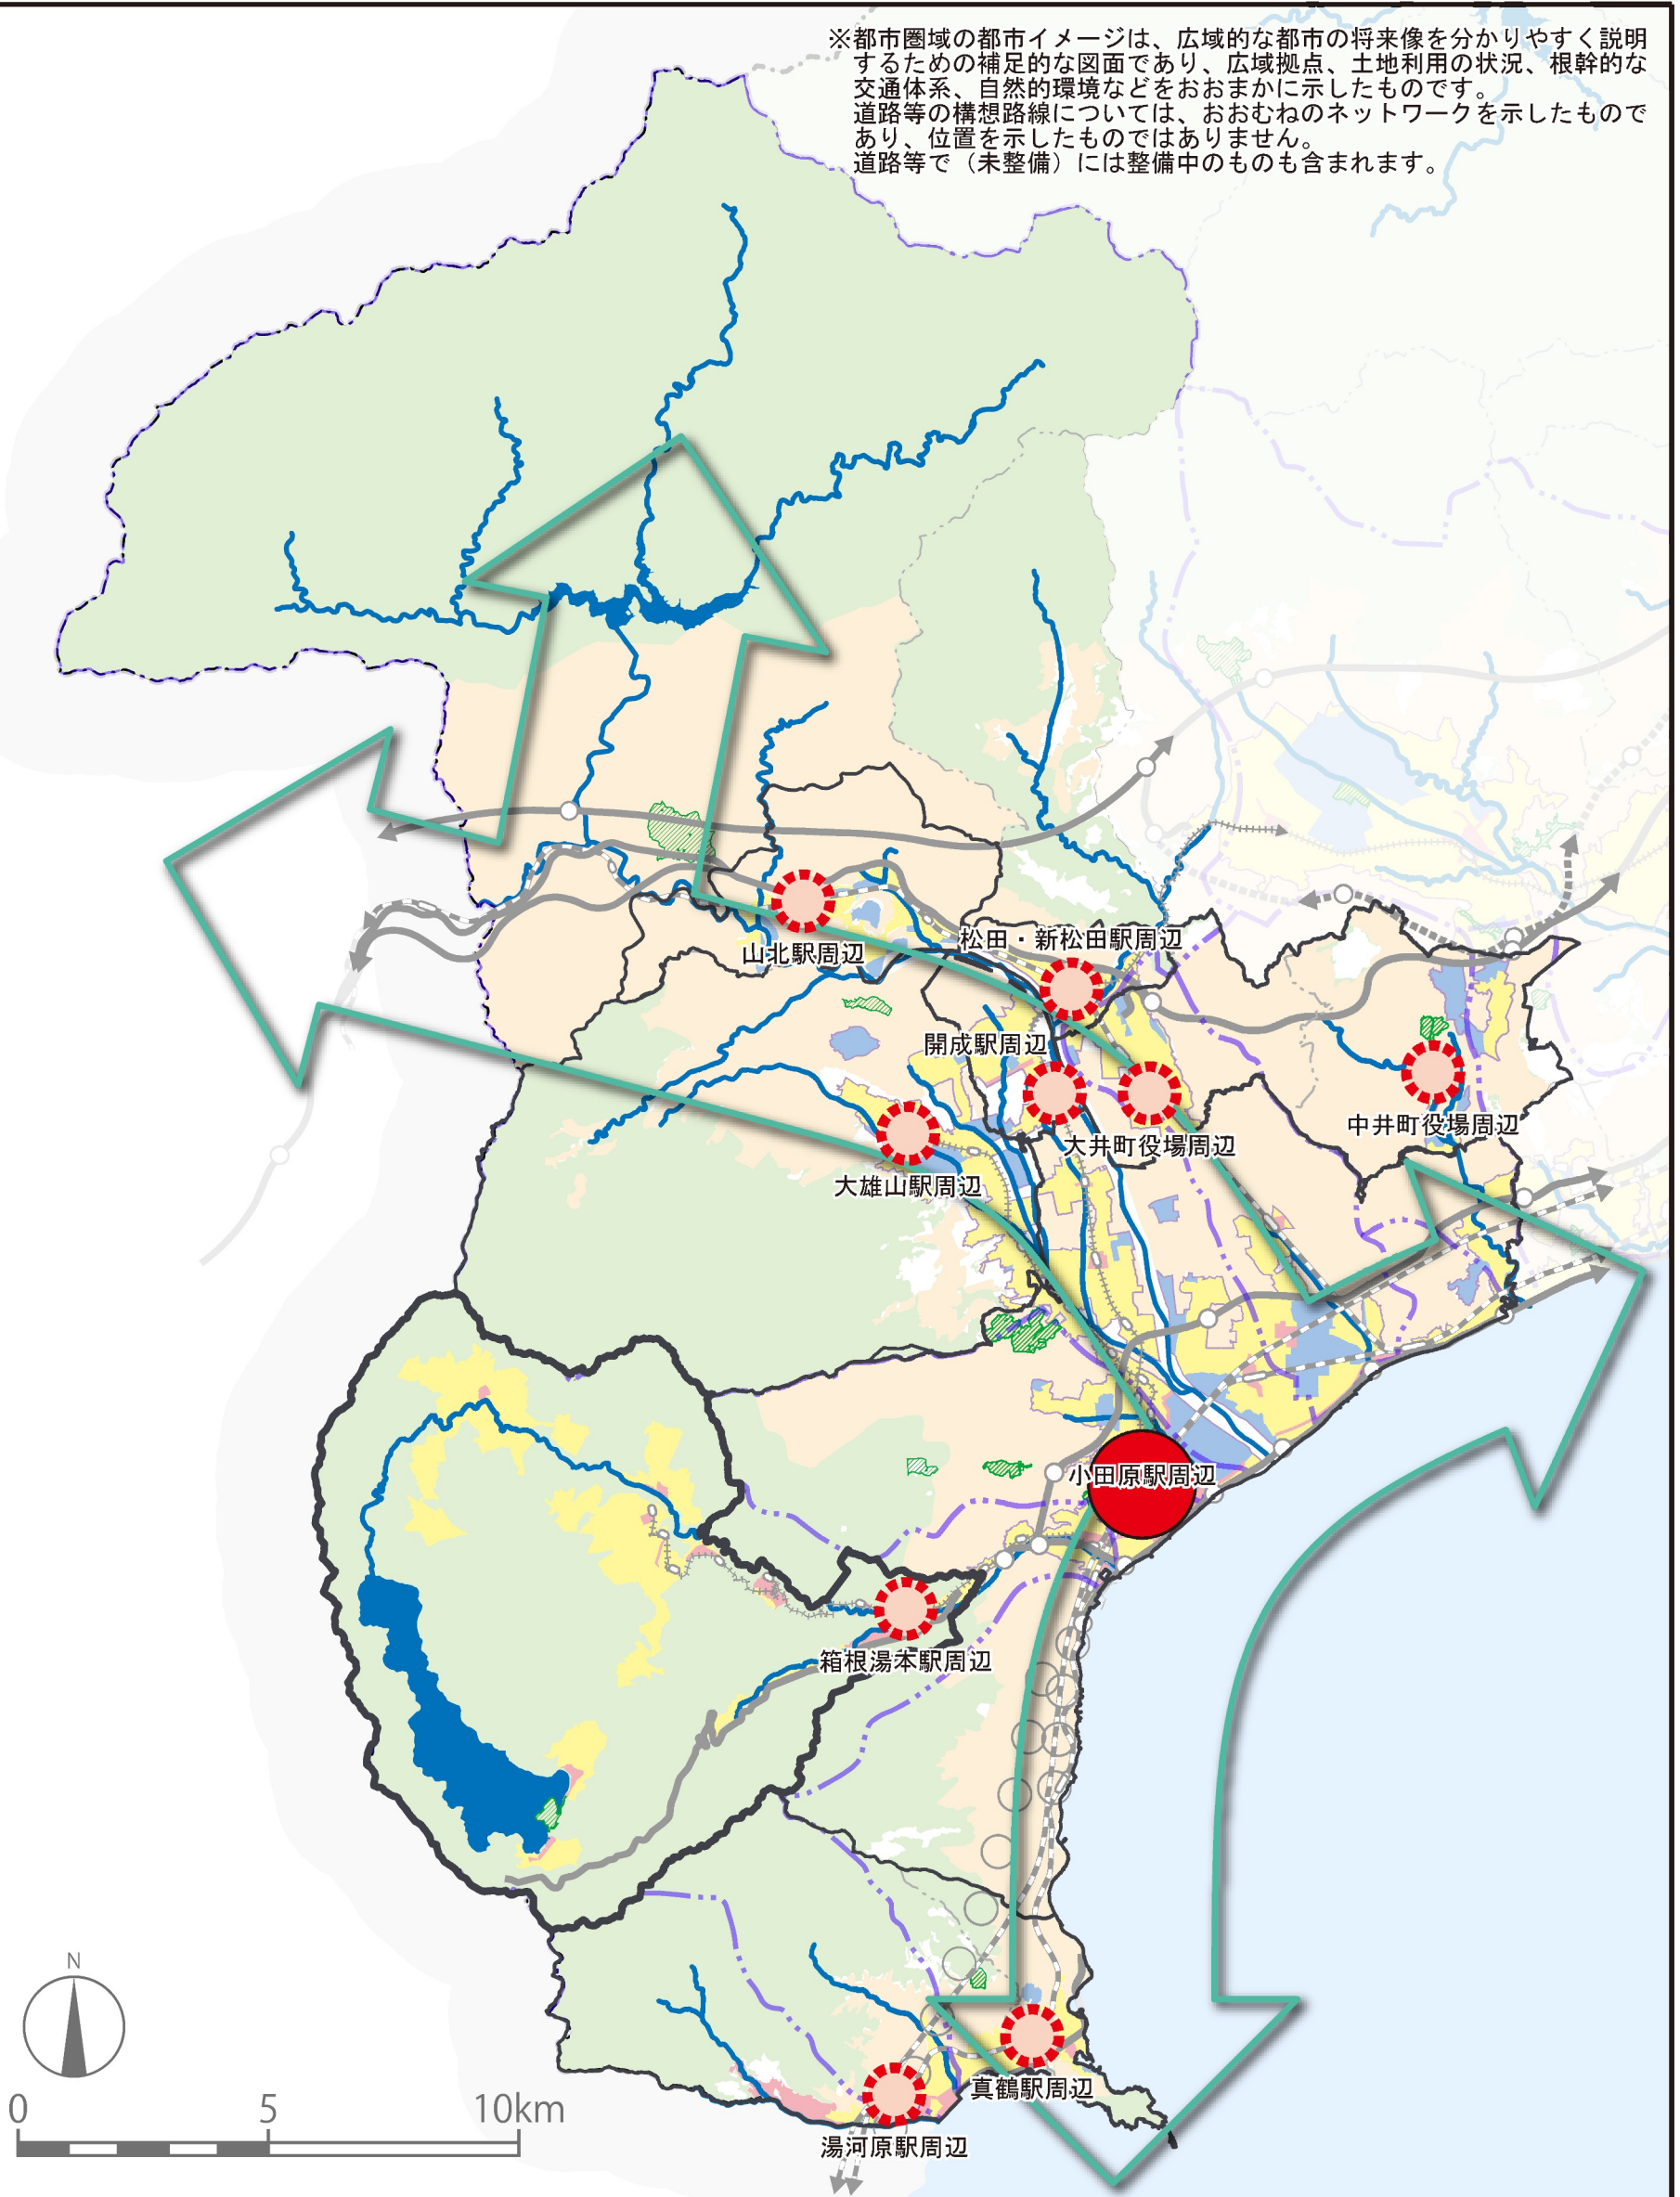 ※都市圏域の都市イメージは、広域的な都市の将来像を分かりやすく説明
するための補足的な図面であり、広域拠点、土地利用の状況、根幹的な
交通体系、自然的環境などをおおまかに示したものです。
道路等の構想路線については、おおむねのネットワークを示したもので
あり、位置を示したものではありません。
道路等で（未整備）には整備中のものも含まれます。
松田・新松田駅周辺
山北駅周辺
開成駅周辺
中井町役場周辺
大井町役場周辺
大雄山駅周辺
小田原駅周辺
箱根湯本駅周辺
N
真鶴駅周辺
0 5 10km
湯河原駅周辺